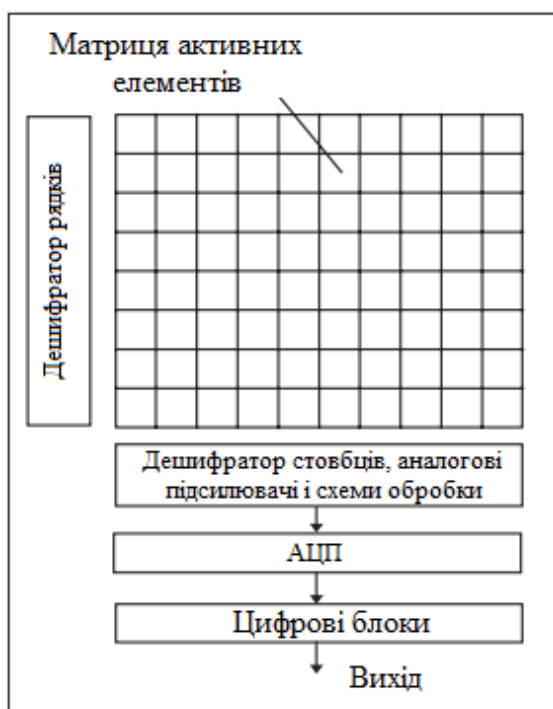 Матриця активних
елементів
Дешифратор рядків
Дешифратор стовбців, аналогові
підсилювачі і схеми обробки
АЦП
Цифрові блоки
Вихід